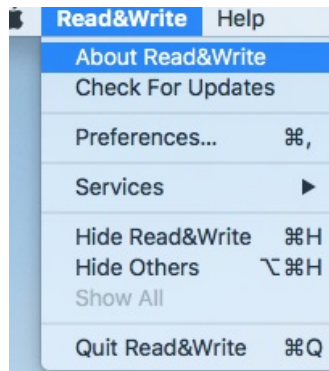 Read&Write Help
About Read&Write
Check For Updates
Preferences... ⌘,
Services ▶
Hide Read&Write ⌘H
Hide Others ⌥⌘H
Show All
Quit Read&Write ⌘Q